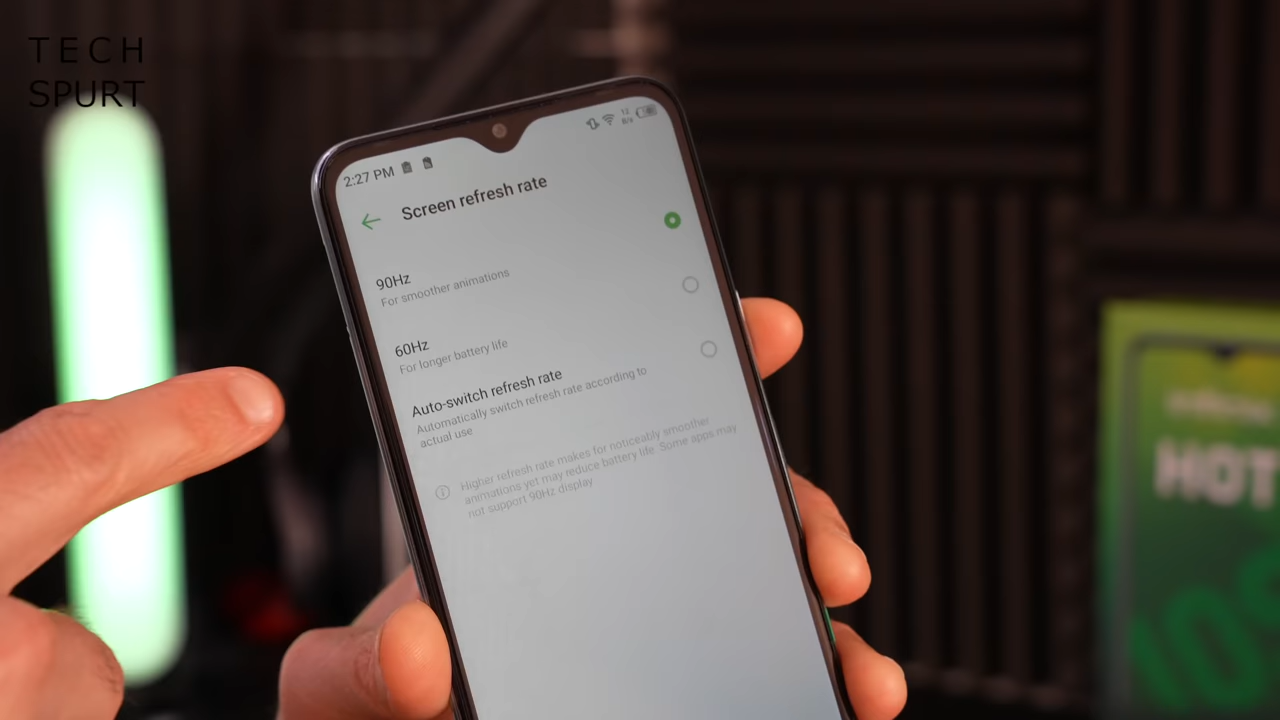 TECH
SPURT
2:27 PM
Screen refresh rate
90Hz
For smoother animations
60Hz
For longer battery life
Auto-switch refresh rate
Automatically switch refresh rate according to
actual use
Higher refresh rate makes for noticeably smoother
animations yet may reduce battery life. Some apps may
not support 90Hz display
HOT